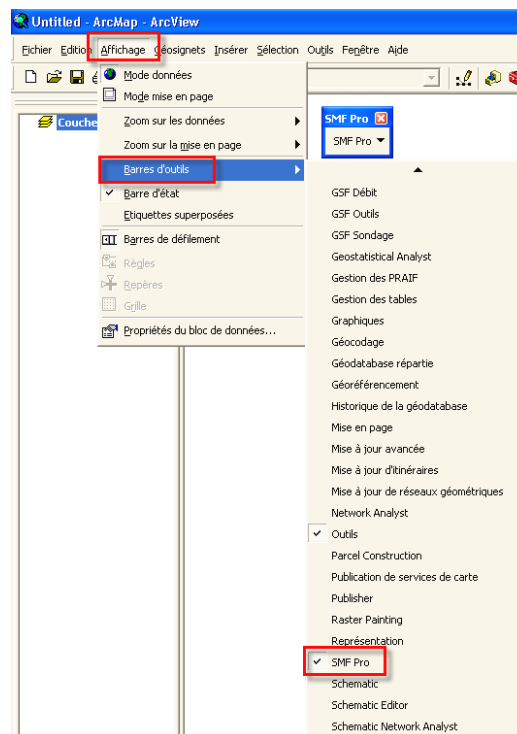 Untitled - ArcMap - ArcView
Fichier Edition Affichage Géosignets Insérer Sélection Outils Fenêtre Aide
Mode données
Mode mise en page
Couche
Zoom sur les données
Zoom sur la mise en page
Barres d'outils
Barre d'état
Etiquettes superposées
Barres de défilement
Règles
Repères
Grille
Propriétés du bloc de données...
SMF Pro
SMF Pro
GSF Débit
GSF Outils
GSF Sondage
Geostatistical Analyst
Gestion des PRAIF
Gestion des tables
Graphiques
Géocodage
Géodatabase répartie
Géoréférencement
Historique de la géodatabase
Mise en page
Mise à jour avancée
Mise à jour d'itinéraires
Mise à jour de réseaux géométriques
Network Analyst
Outils
Parcel Construction
Publication de services de carte
Publisher
Raster Painting
Représentation
SMF Pro
Schematic
Schematic Editor
Schematic Network Analyst